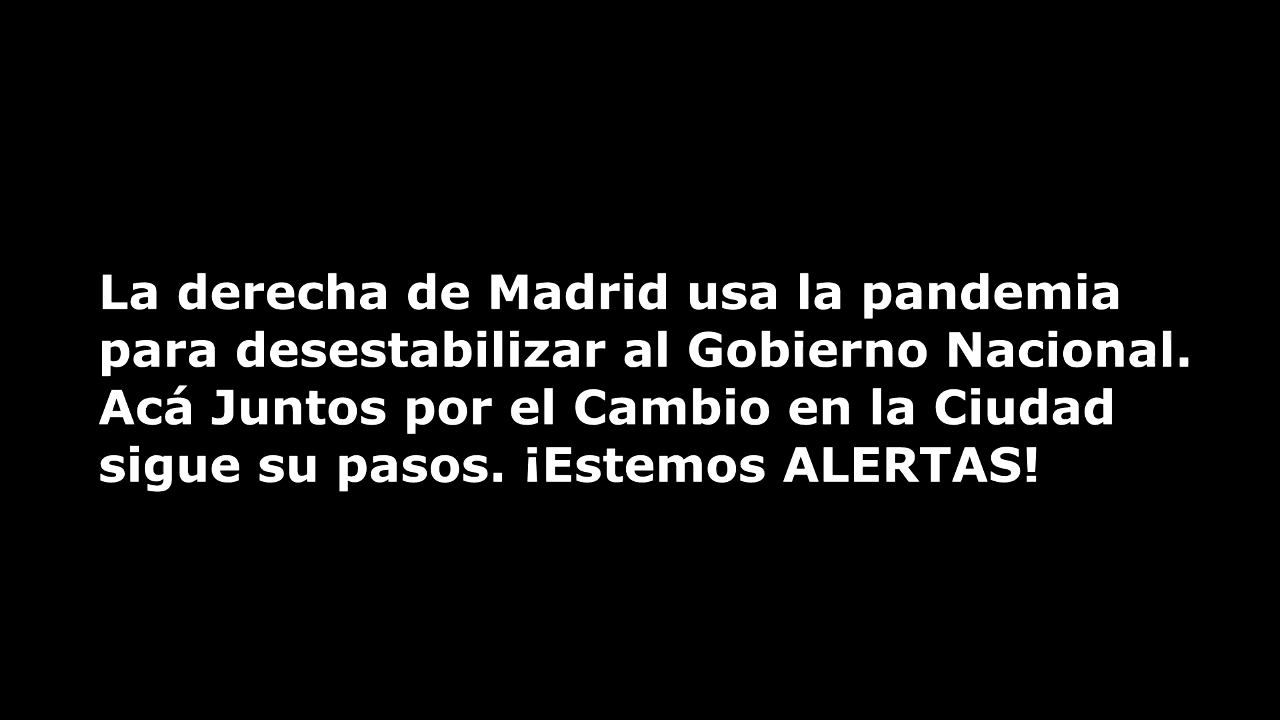 La derecha de Madrid usa la pandemia
para desestabilizar al Gobierno Nacional.
Acá Juntos por el Cambio en la Ciudad
sigue su pasos. ¡Estemos ALERTAS!